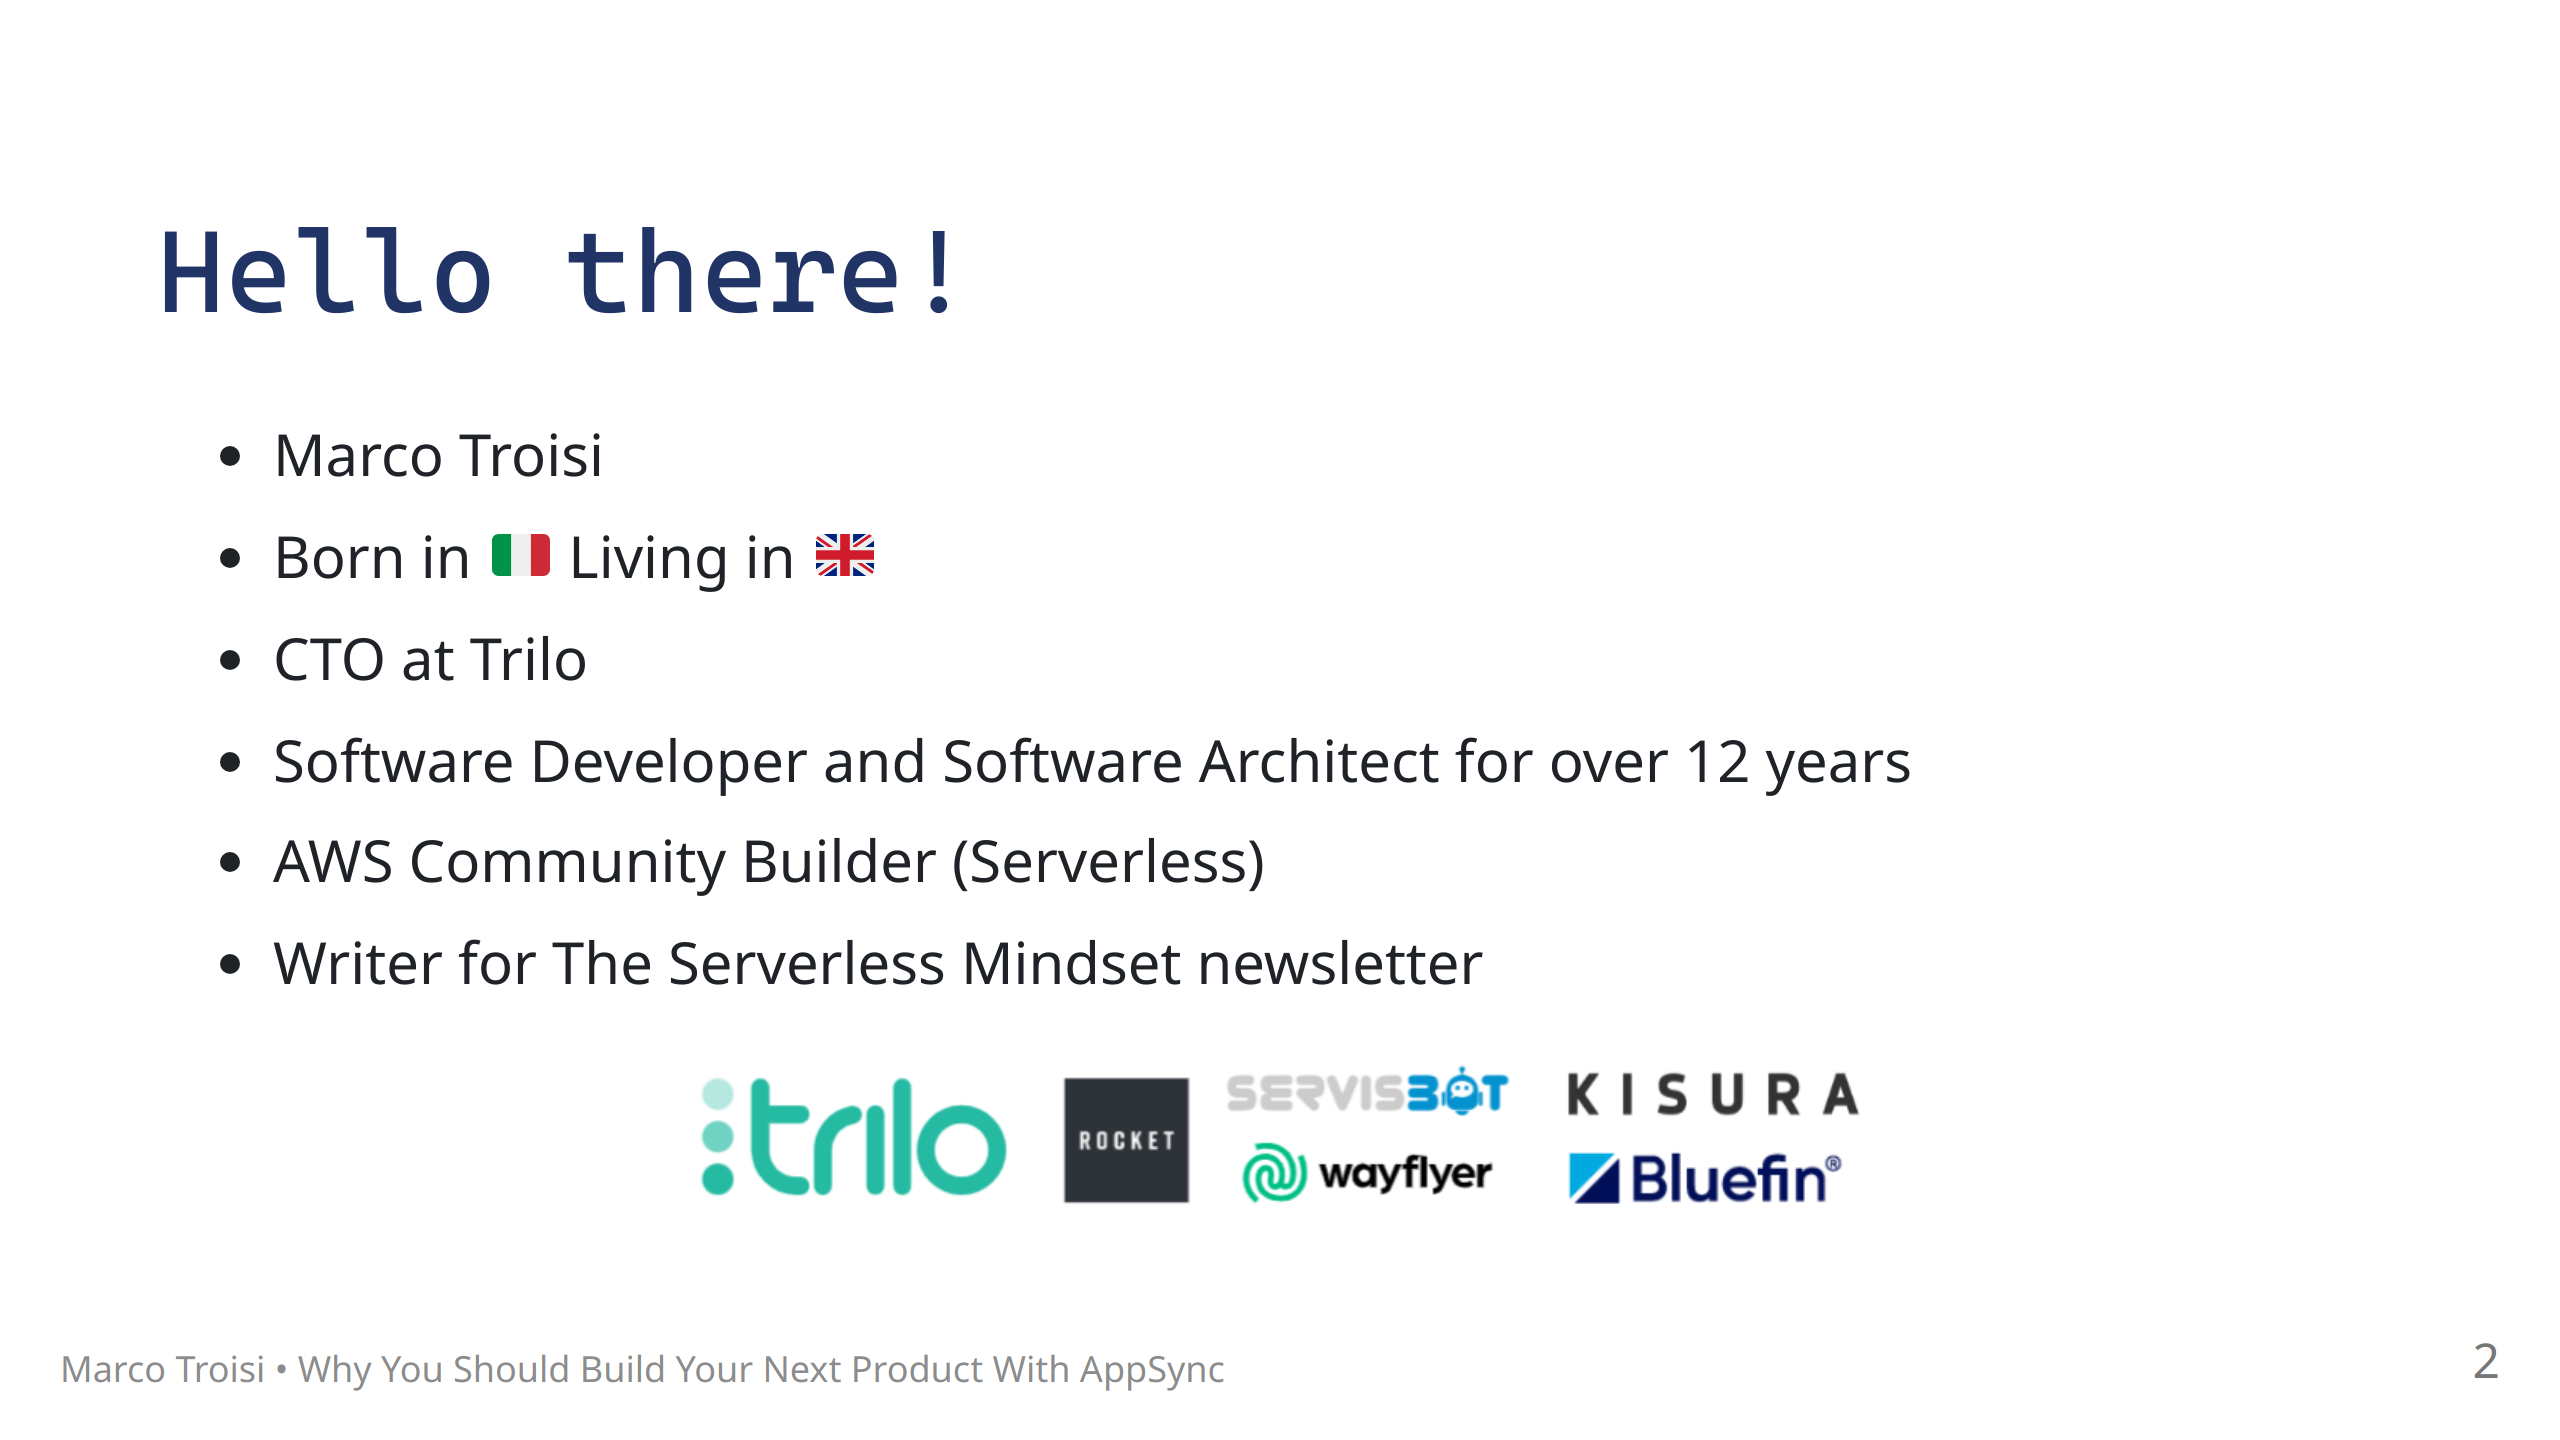 Hello there!
• Marco Troisi
• Born in 🇮🇹 Living in 🇬🇧
• CTO at Trilo
• Software Developer and Software Architect for over 12 years
• AWS Community Builder (Serverless)
• Writer for The Serverless Mindset newsletter
trilo
ROCKET
SERVISBOT
wayflyer
KISURA
Bluefin®
Marco Troisi • Why You Should Build Your Next Product With AppSync
2